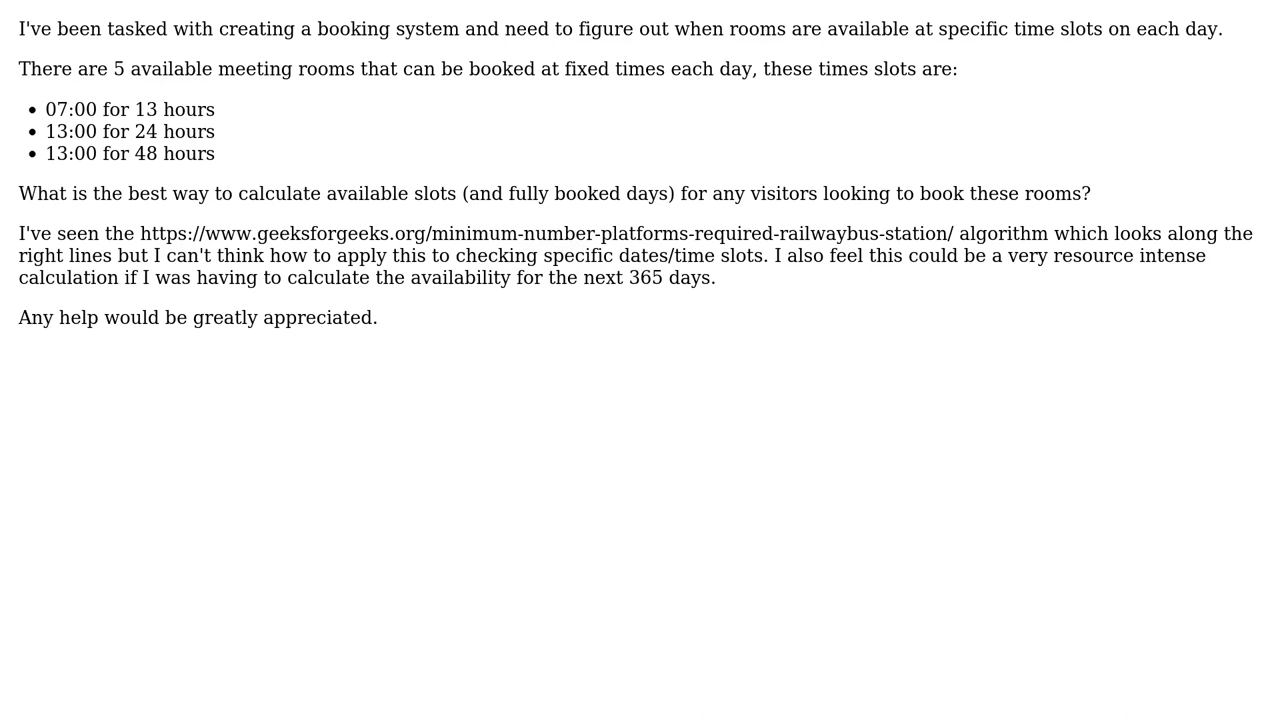 I've been tasked with creating a booking system and need to figure out when rooms are available at specific time slots on each day.
There are 5 available meeting rooms that can be booked at fixed times each day, these times slots are:
• 07:00 for 13 hours
• 13:00 for 24 hours
• 13:00 for 48 hours
What is the best way to calculate available slots (and fully booked days) for any visitors looking to book these rooms?
I've seen the https://www.geeksforgeeks.org/minimum-number-platforms-required-railwaybus-station/ algorithm which looks along the
right lines but I can't think how to apply this to checking specific dates/time slots. I also feel this could be a very resource intense
calculation if I was having to calculate the availability for the next 365 days.
Any help would be greatly appreciated.